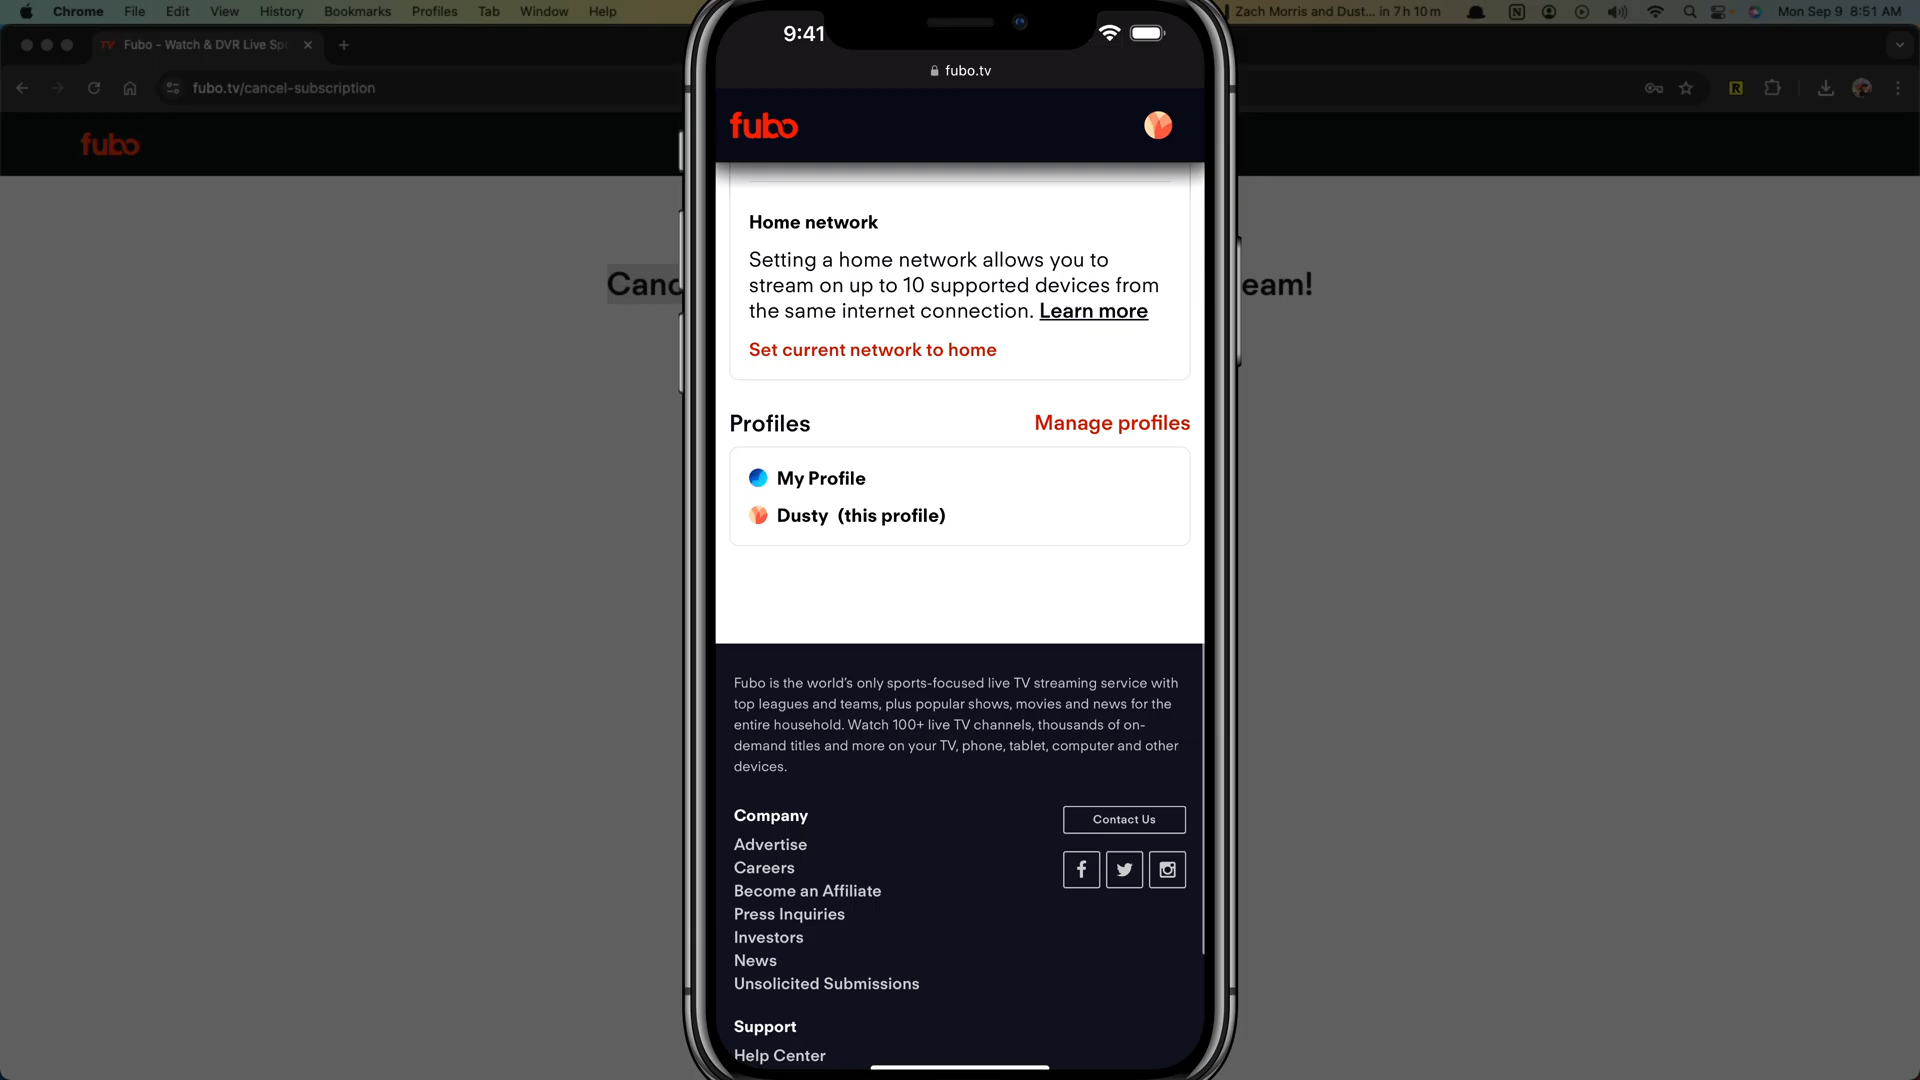 Chrome File Edit View History Bookmarks Profiles Tab Window Help
Zach Morris and Dust... in 7 h 10 m
Mon Sep 9 8:51 AM
Fubo - Watch & DVR Live Spo
fubo.tv/cancel-subscription
fubo
Canc
eam!
9:41
fubo.tv
fubo
Home network
Setting a home network allows you to
stream on up to 10 supported devices from
the same internet connection. Learn more
Set current network to home
Profiles
Manage profiles
My Profile
Dusty (this profile)
Fubo is the world's only sports-focused live TV streaming service with
top leagues and teams, plus popular shows, movies and news for the
entire household. Watch 100+ live TV channels, thousands of on-
demand titles and more on your TV, phone, tablet, computer and other
devices.
Company
Contact Us
Advertise
Careers
Become an Affiliate
Press Inquiries
Investors
News
Unsolicited Submissions
Support
Help Center